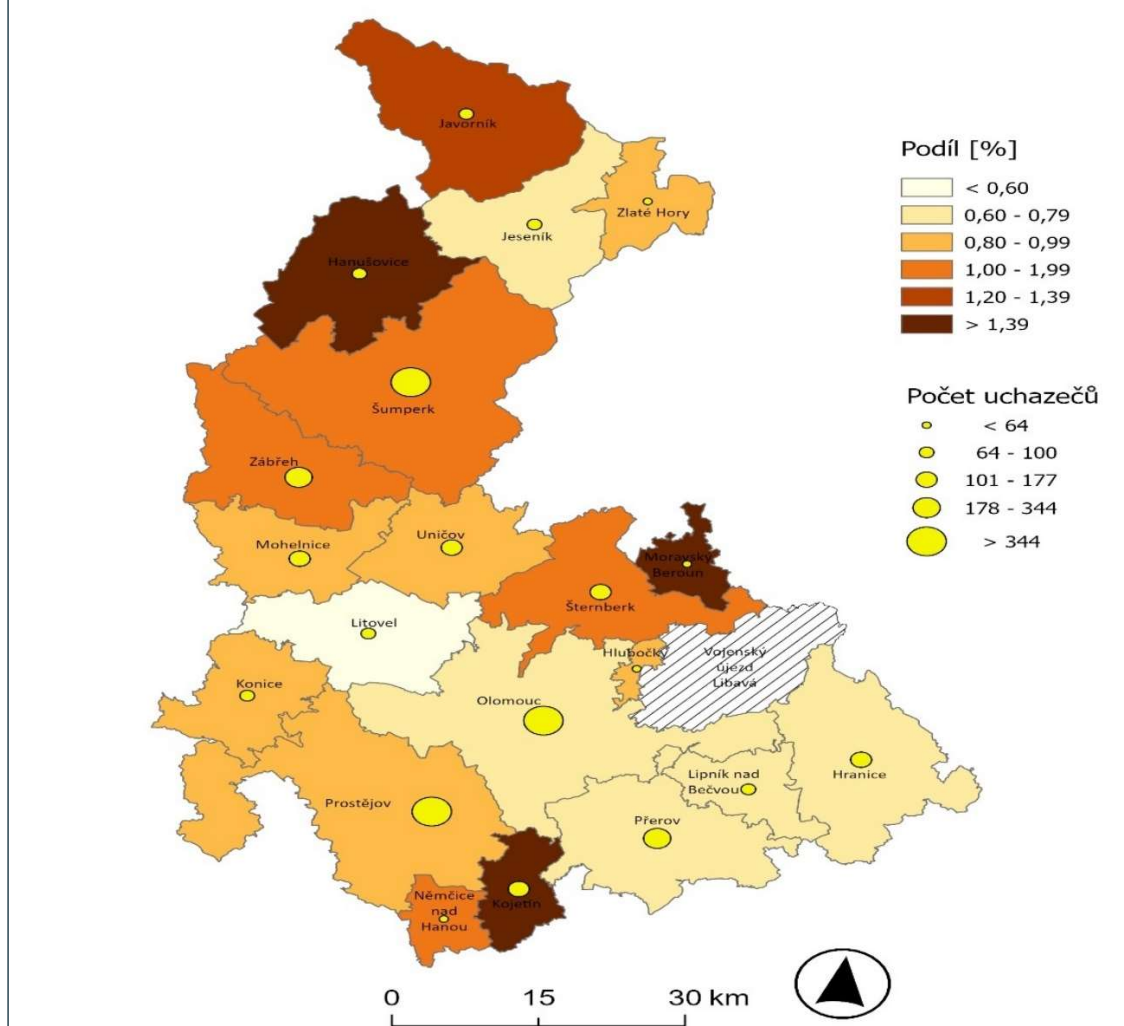 Javorník
Zlaté Hory
Jeseník
Hanušovice
Šumperk
Zábřeh
Mohelnice
Uničov
Moravský
Beroun
Šternberk
Litovel
Hlubočky
Vojenský
újezd
Libavá
Konice
Olomouc
Lipník nad
Bečvou
Hranice
Prostějov
Přerov
Němčice
nad
Hanou
Kojetín
Podíl [%]
< 0,60
0,60 - 0,79
0,80 - 0,99
1,00 - 1,99
1,20 - 1,39
> 1,39
Počet uchazečů
< 64
64 - 100
101 - 177
178 - 344
> 344
0 15 30 km